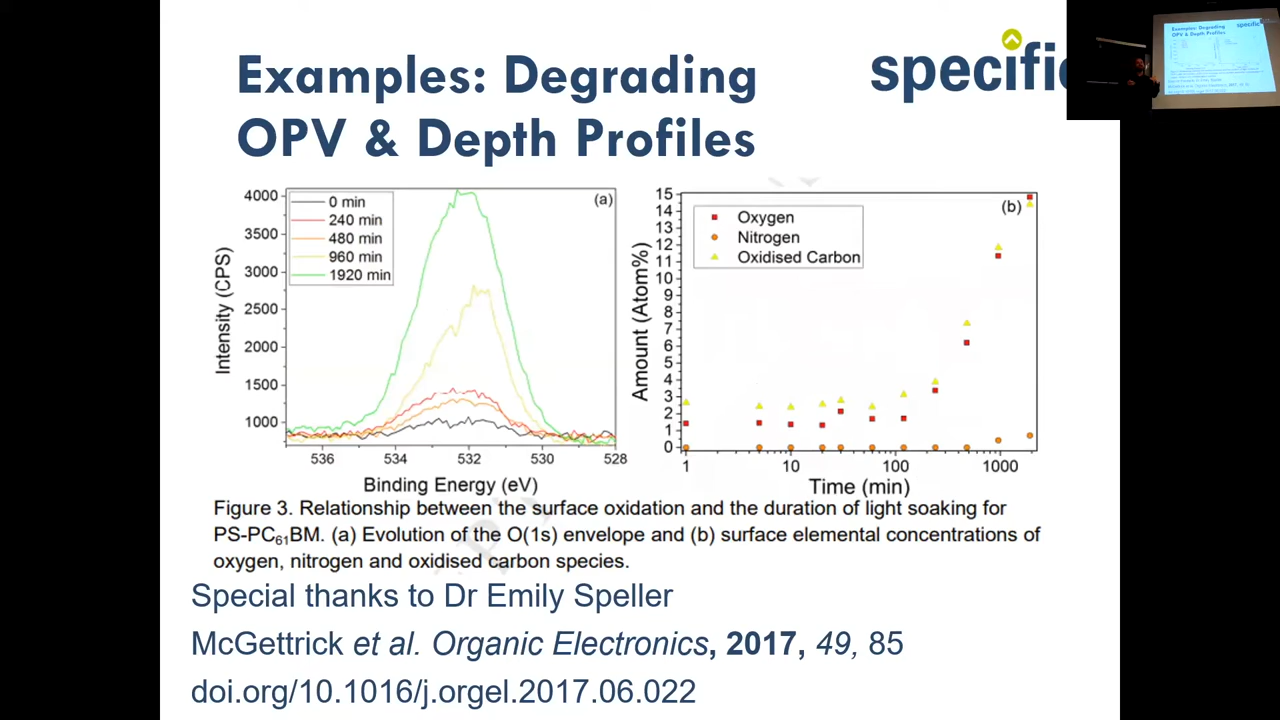 Examples: Degrading
OPV & Depth Profiles
specific
4000
3500
3000
2500
2000
1500
1000
Intensity (CPS)
0 min
240 min
480 min
960 min
1920 min
(a)
536
534
532
530
528
Binding Energy (eV)
15
14
13
12
11
10
9
8
7
6
5
4
3
2
1
0
Amount (Atom%)
Oxygen
Nitrogen
Oxidised Carbon
(b)
1
10
100
1000
Time (min)
Figure 3. Relationship between the surface oxidation and the duration of light soaking for
PS-PC61BM. (a) Evolution of the O(1s) envelope and (b) surface elemental concentrations of
oxygen, nitrogen and oxidised carbon species.
Special thanks to Dr Emily Speller
McGettrick et al. Organic Electronics, 2017, 49, 85
doi.org/10.1016/j.orgel.2017.06.022
Examples: Degrading
OPV & Depth Profiles
specific